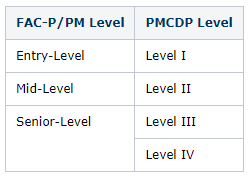 FAC-P/PM Level PMCDP Level
Entry-Level Level I
Mid-Level Level II
Senior-Level Level III
Level IV